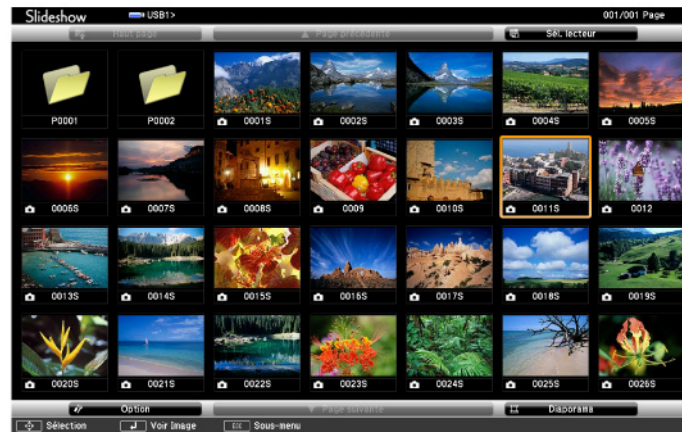 Slideshow USB1> 001/001 Page
Haut page ▲ Page précédente Sél. lecteur
P0001 P0002 0001S 0002S 0003S 0004S 0005S
0006S 0007S 0008S 0009 0010S 0011S 0012
0013S 0014S 0015S 0016S 0017S 0018S 0019S
0020S 0021S 0022S 0023S 0024S 0025S 0026S
Option ▼ Page suivante Diaporama
Sélection Voir Image Sous-menu